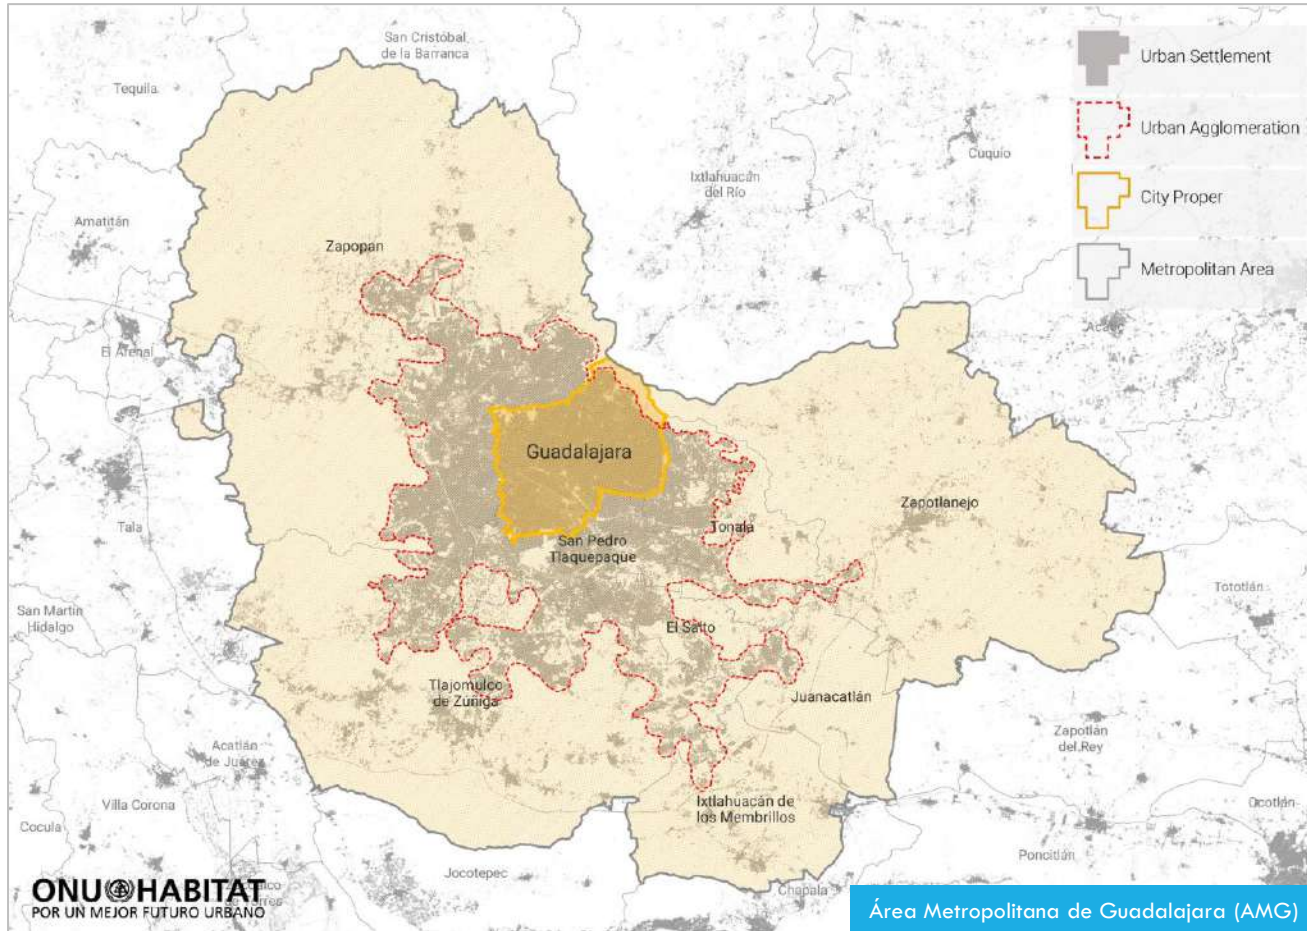 San Cristóbal
de la Barranca
Tequila
Urban Settlement
Urban Agglomeration
City Proper
Metropolitan Area
Cuquío
Ixtlahuacán
del Río
Amatitán
Zapopan
El Arenal
Guadalajara
Tala
Zapotlanejo
Tonalá
San Pedro
Tlaquepaque
Tototlán
San Martín
Hidalgo
El Salto
Tlajomulco
de Zúñiga
Juanacatlán
Zapotlán
del Rey
Acatlán
de Juárez
Villa Corona
Ixtlahuacán de
los Membrillos
Ocotlán
Cocula
Poncitlán
Jocotepec
Chapala
ONU HABITAT
POR UN MEJOR FUTURO URBANO
Área Metropolitana de Guadalajara (AMG)